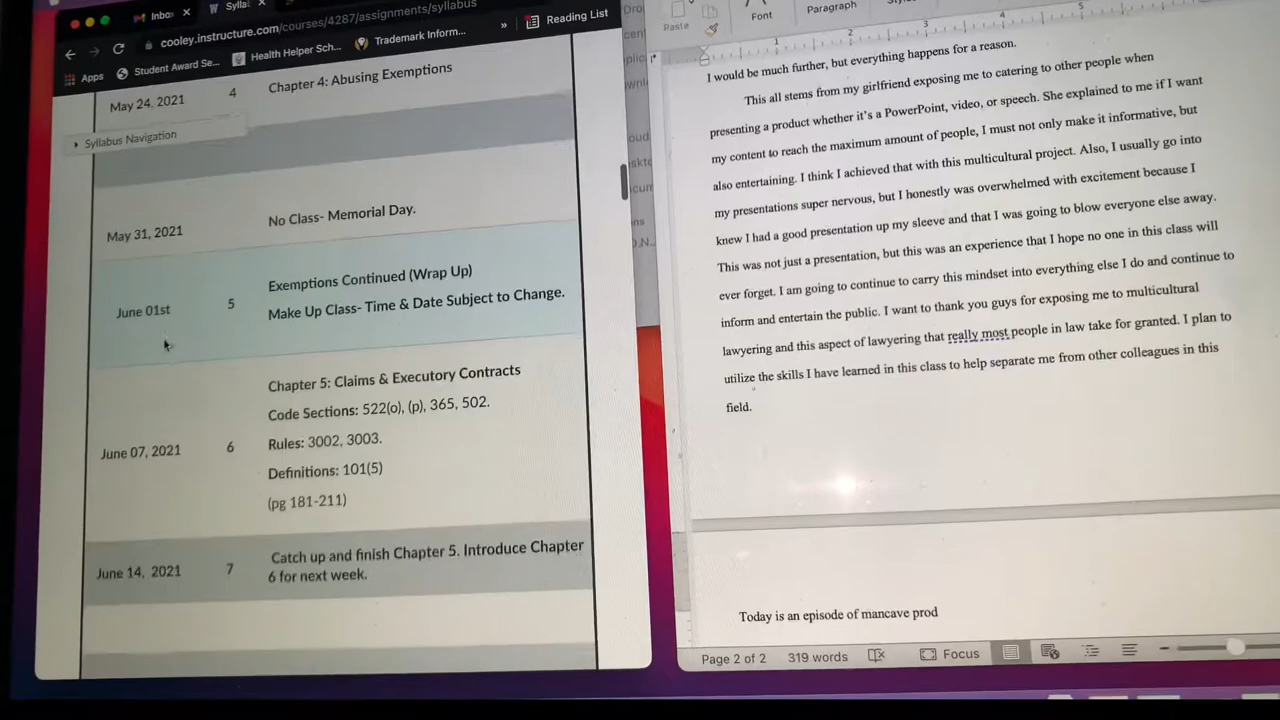 Inbo
Sylla
cooley.instructure.com/courses/4287/assignments/syllabus
Reading List
Apps
Student Award Se...
Health Helper Sch...
Trademark Inform...
May 24, 2021 4 Chapter 4: Abusing Exemptions
Syllabus Navigation
May 31, 2021 No Class- Memorial Day.
June 01st 5 Exemptions Continued (Wrap Up)
Make Up Class- Time & Date Subject to Change.
June 07, 2021 6 Chapter 5: Claims & Executory Contracts
Code Sections: 522(o), (p), 365, 502.
Rules: 3002, 3003.
Definitions: 101(5)
(pg 181-211)
June 14, 2021 7 Catch up and finish Chapter 5. Introduce Chapter
6 for next week.
Paste
Font
Paragraph
1 2 3 4 5
I would be much further, but everything happens for a reason.
This all stems from my girlfriend exposing me to catering to other people when
presenting a product whether it's a PowerPoint, video, or speech. She explained to me if I want
my content to reach the maximum amount of people, I must not only make it informative, but
also entertaining. I think I achieved that with this multicultural project. Also, I usually go into
my presentations super nervous, but I honestly was overwhelmed with excitement because I
knew I had a good presentation up my sleeve and that I was going to blow everyone else away.
This was not just a presentation, but this was an experience that I hope no one in this class will
ever forget. I am going to continue to carry this mindset into everything else I do and continue to
inform and entertain the public. I want to thank you guys for exposing me to multicultural
lawyering and this aspect of lawyering that really most people in law take for granted. I plan to
utilize the skills I have learned in this class to help separate me from other colleagues in this
field.
Today is an episode of mancave prod
Page 2 of 2 319 words Focus